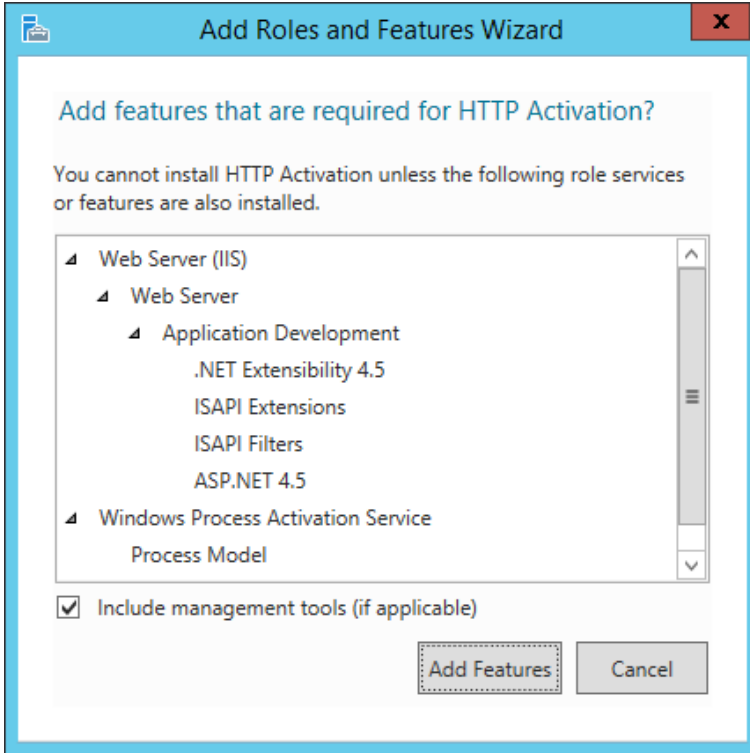 Add Roles and Features Wizard
x
Add features that are required for HTTP Activation?
You cannot install HTTP Activation unless the following role services
or features are also installed.
Web Server (IIS)
Web Server
Application Development
.NET Extensibility 4.5
ISAPI Extensions
ISAPI Filters
ASP.NET 4.5
Windows Process Activation Service
Process Model
Include management tools (if applicable)
Add Features
Cancel